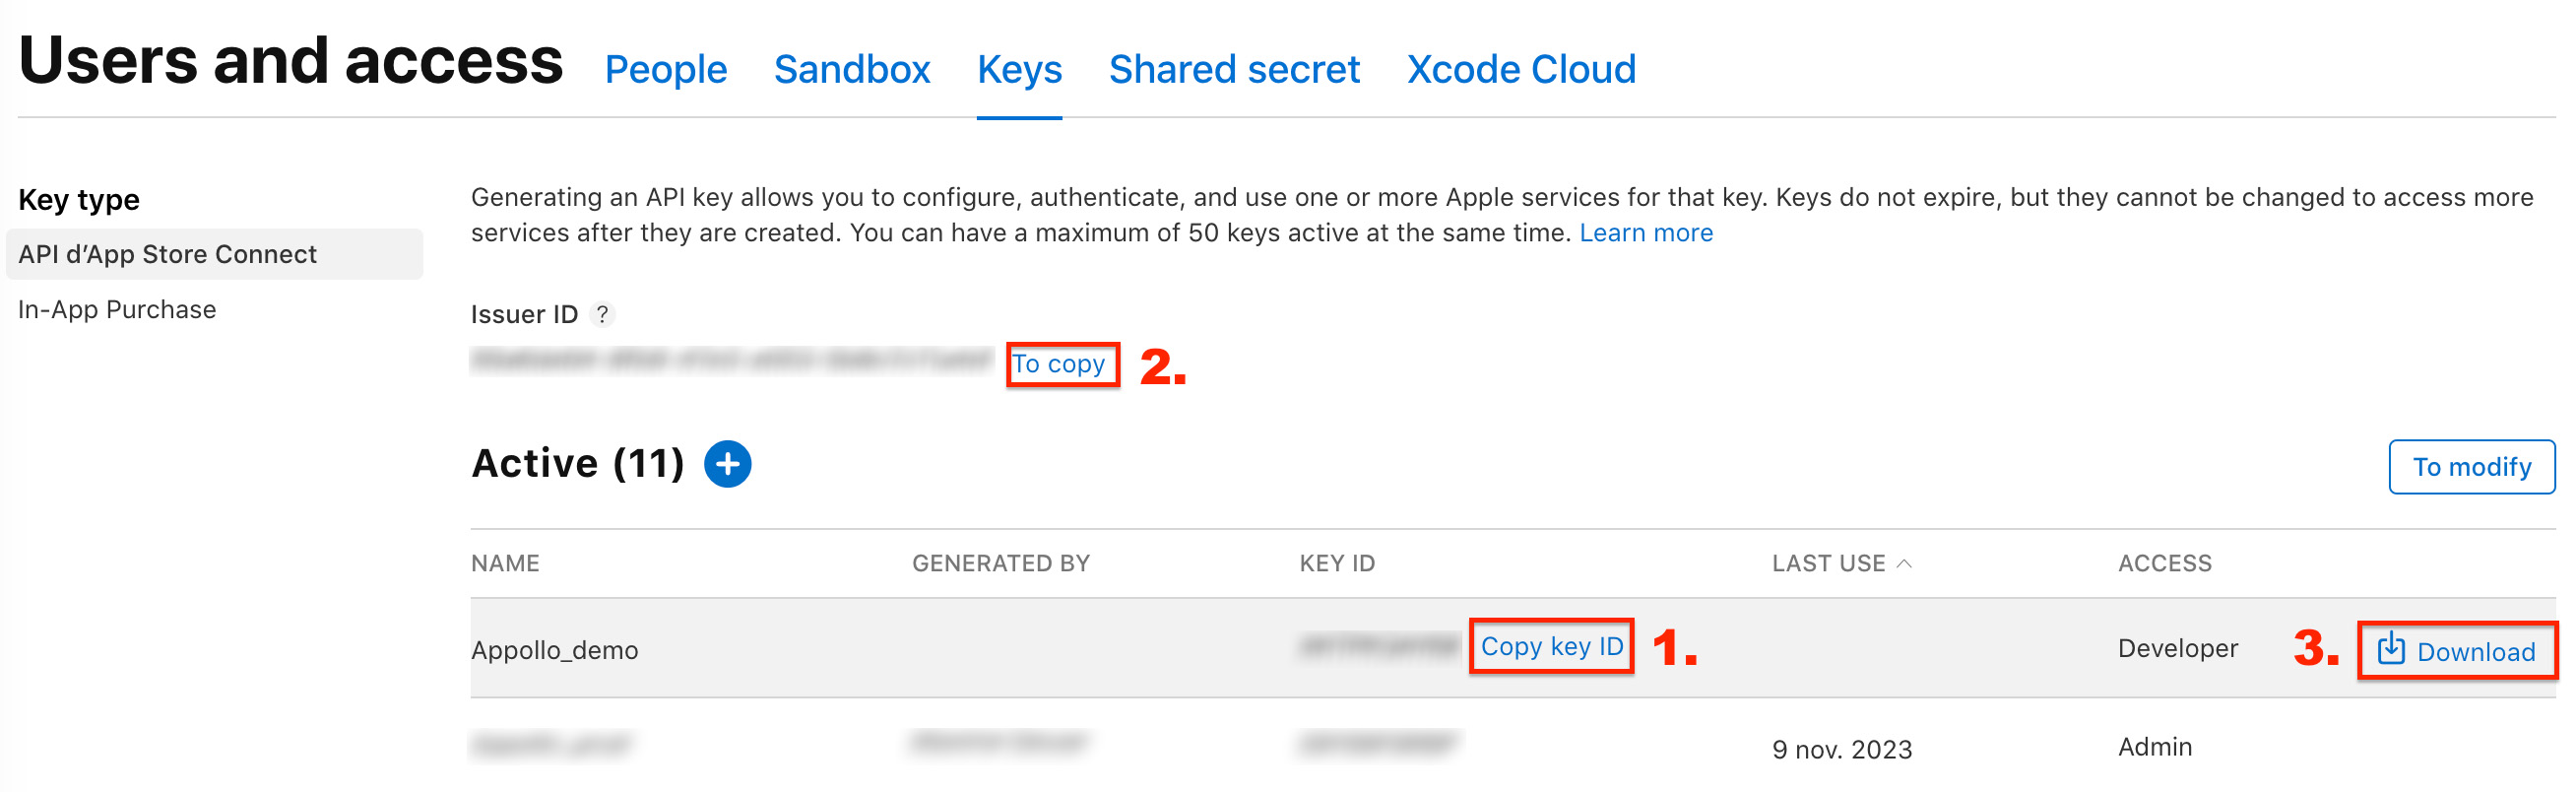 Users and access People Sandbox Keys Shared secret Xcode Cloud
Key type
API d’App Store Connect
In-App Purchase
Generating an API key allows you to configure, authenticate, and use one or more Apple services for that key. Keys do not expire, but they cannot be changed to access more
services after they are created. You can have a maximum of 50 keys active at the same time. Learn more
Issuer ID ?
To copy 2.
Active (11) +
To modify
NAME GENERATED BY KEY ID LAST USE ACCESS
Appollo_demo Copy key ID 1. Developer 3. Download
9 nov. 2023 Admin